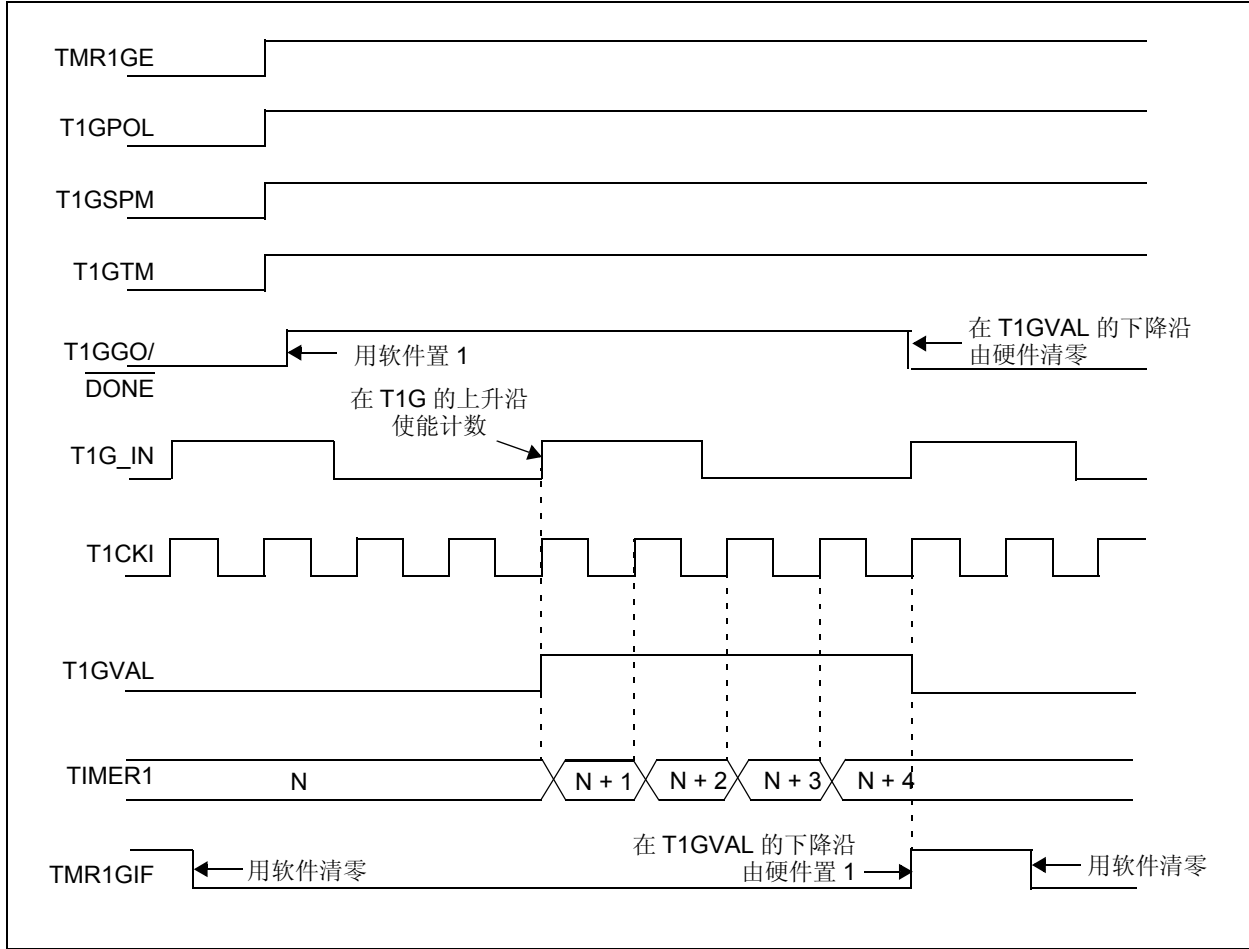 TMR1GE
T1GPOL
T1GSPM
T1GTM
T1GGO/
DONE
用软件置 1
在 T1GVAL 的下降沿
由硬件清零
在 T1G 的上升沿
使能计数
T1G_IN
T1CKI
T1GVAL
TIMER1
N
N + 1
N + 2
N + 3
N + 4
TMR1GIF
用软件清零
在 T1GVAL 的下降沿
由硬件置 1
用软件清零